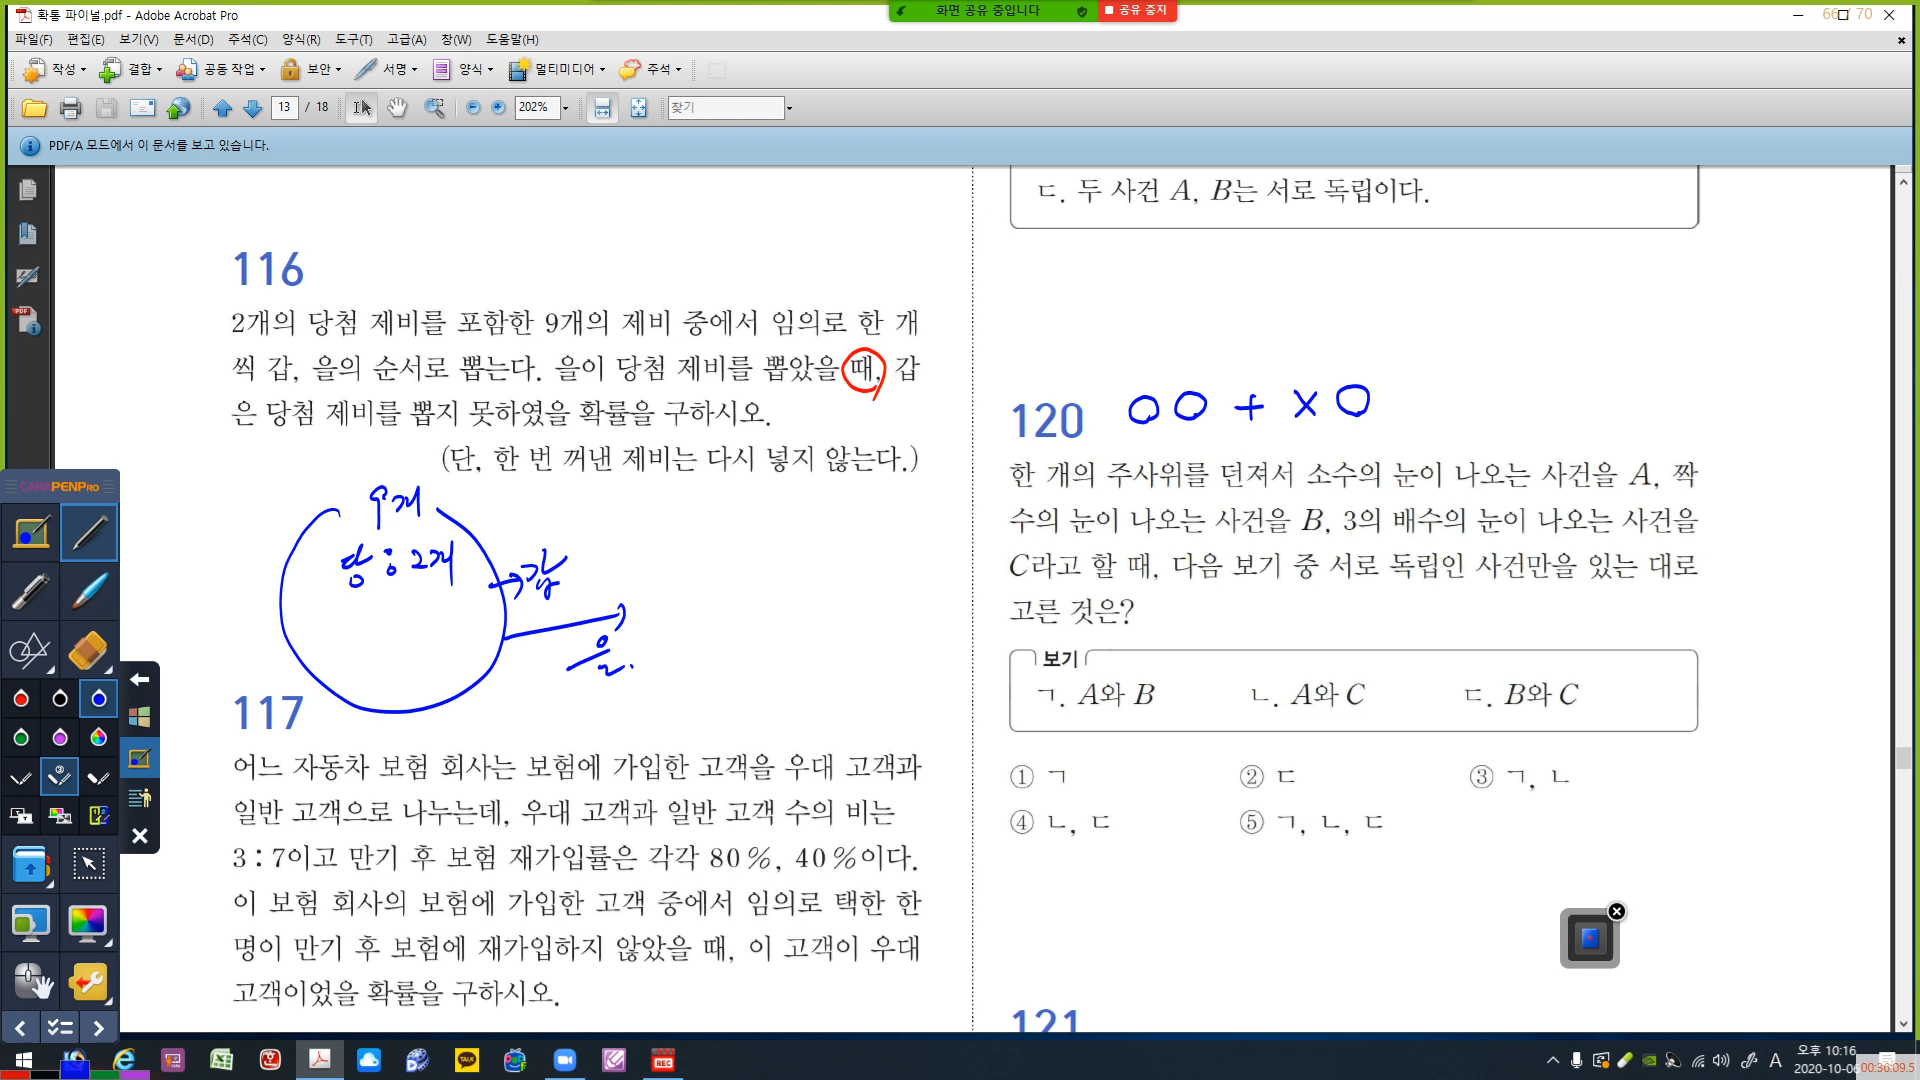 확통 파이널.pdf - Adobe Acrobat Pro
화면 공유 중입니다
공유 중지
66 / 70
파일(F) 편집(E) 보기(V) 문서(D) 주석(C) 양식(R) 도구(T) 고급(A) 창(W) 도움말(H)
작성 결합 공동 작업 보안 서명 양식 멀티미디어 주석
13 / 18 202% 찾기
PDF/A 모드에서 이 문서를 보고 있습니다.
116
2개의 당첨 제비를 포함한 9개의 제비 중에서 임의로 한 개
씩 갑, 을의 순서로 뽑는다. 을이 당첨 제비를 뽑았을 때, 갑
은 당첨 제비를 뽑지 못하였을 확률을 구하시오.
(단, 한 번 꺼낸 제비는 다시 넣지 않는다.)
9개
당 : 2개
갑
을
117
어느 자동차 보험 회사는 보험에 가입한 고객을 우대 고객과
일반 고객으로 나누는데, 우대 고객과 일반 고객 수의 비는
3 : 7이고 만기 후 보험 재가입률은 각각 80 %, 40 %이다.
이 보험 회사의 보험에 가입한 고객 중에서 임의로 택한 한
명이 만기 후 보험에 재가입하지 않았을 때, 이 고객이 우대
고객이었을 확률을 구하시오.
ㄷ. 두 사건 A, B는 서로 독립이다.
120
○○ + ×○
한 개의 주사위를 던져서 소수의 눈이 나오는 사건을 A, 짝
수의 눈이 나오는 사건을 B, 3의 배수의 눈이 나오는 사건을
C라고 할 때, 다음 보기 중 서로 독립인 사건만을 있는 대로
고른 것은?
보기
ㄱ. A와 B ㄴ. A와 C ㄷ. B와 C
① ㄱ ② ㄷ ③ ㄱ, ㄴ
④ ㄴ, ㄷ ⑤ ㄱ, ㄴ, ㄷ
121
CARAPENPRO
TALK
REC
A
오후 10:16
2020-10-06
00:36:09.5